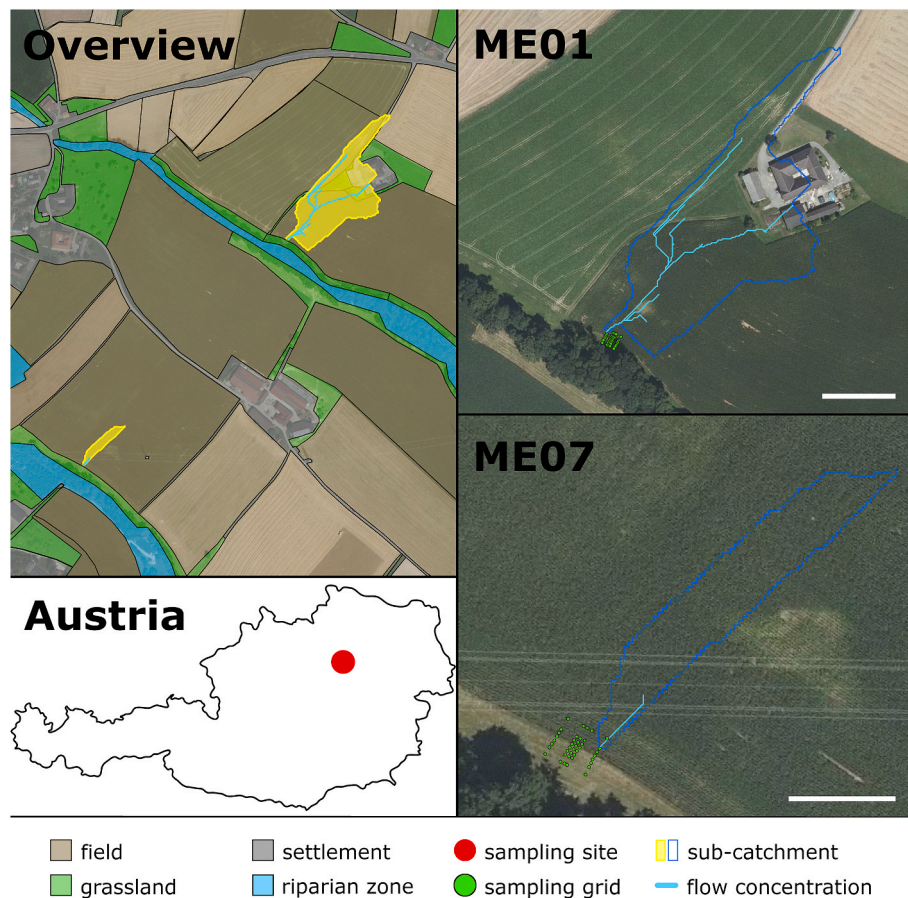 Overview
ME01
ME07
Austria
field
settlement
sampling site
sub-catchment
grassland
riparian zone
sampling grid
flow concentration